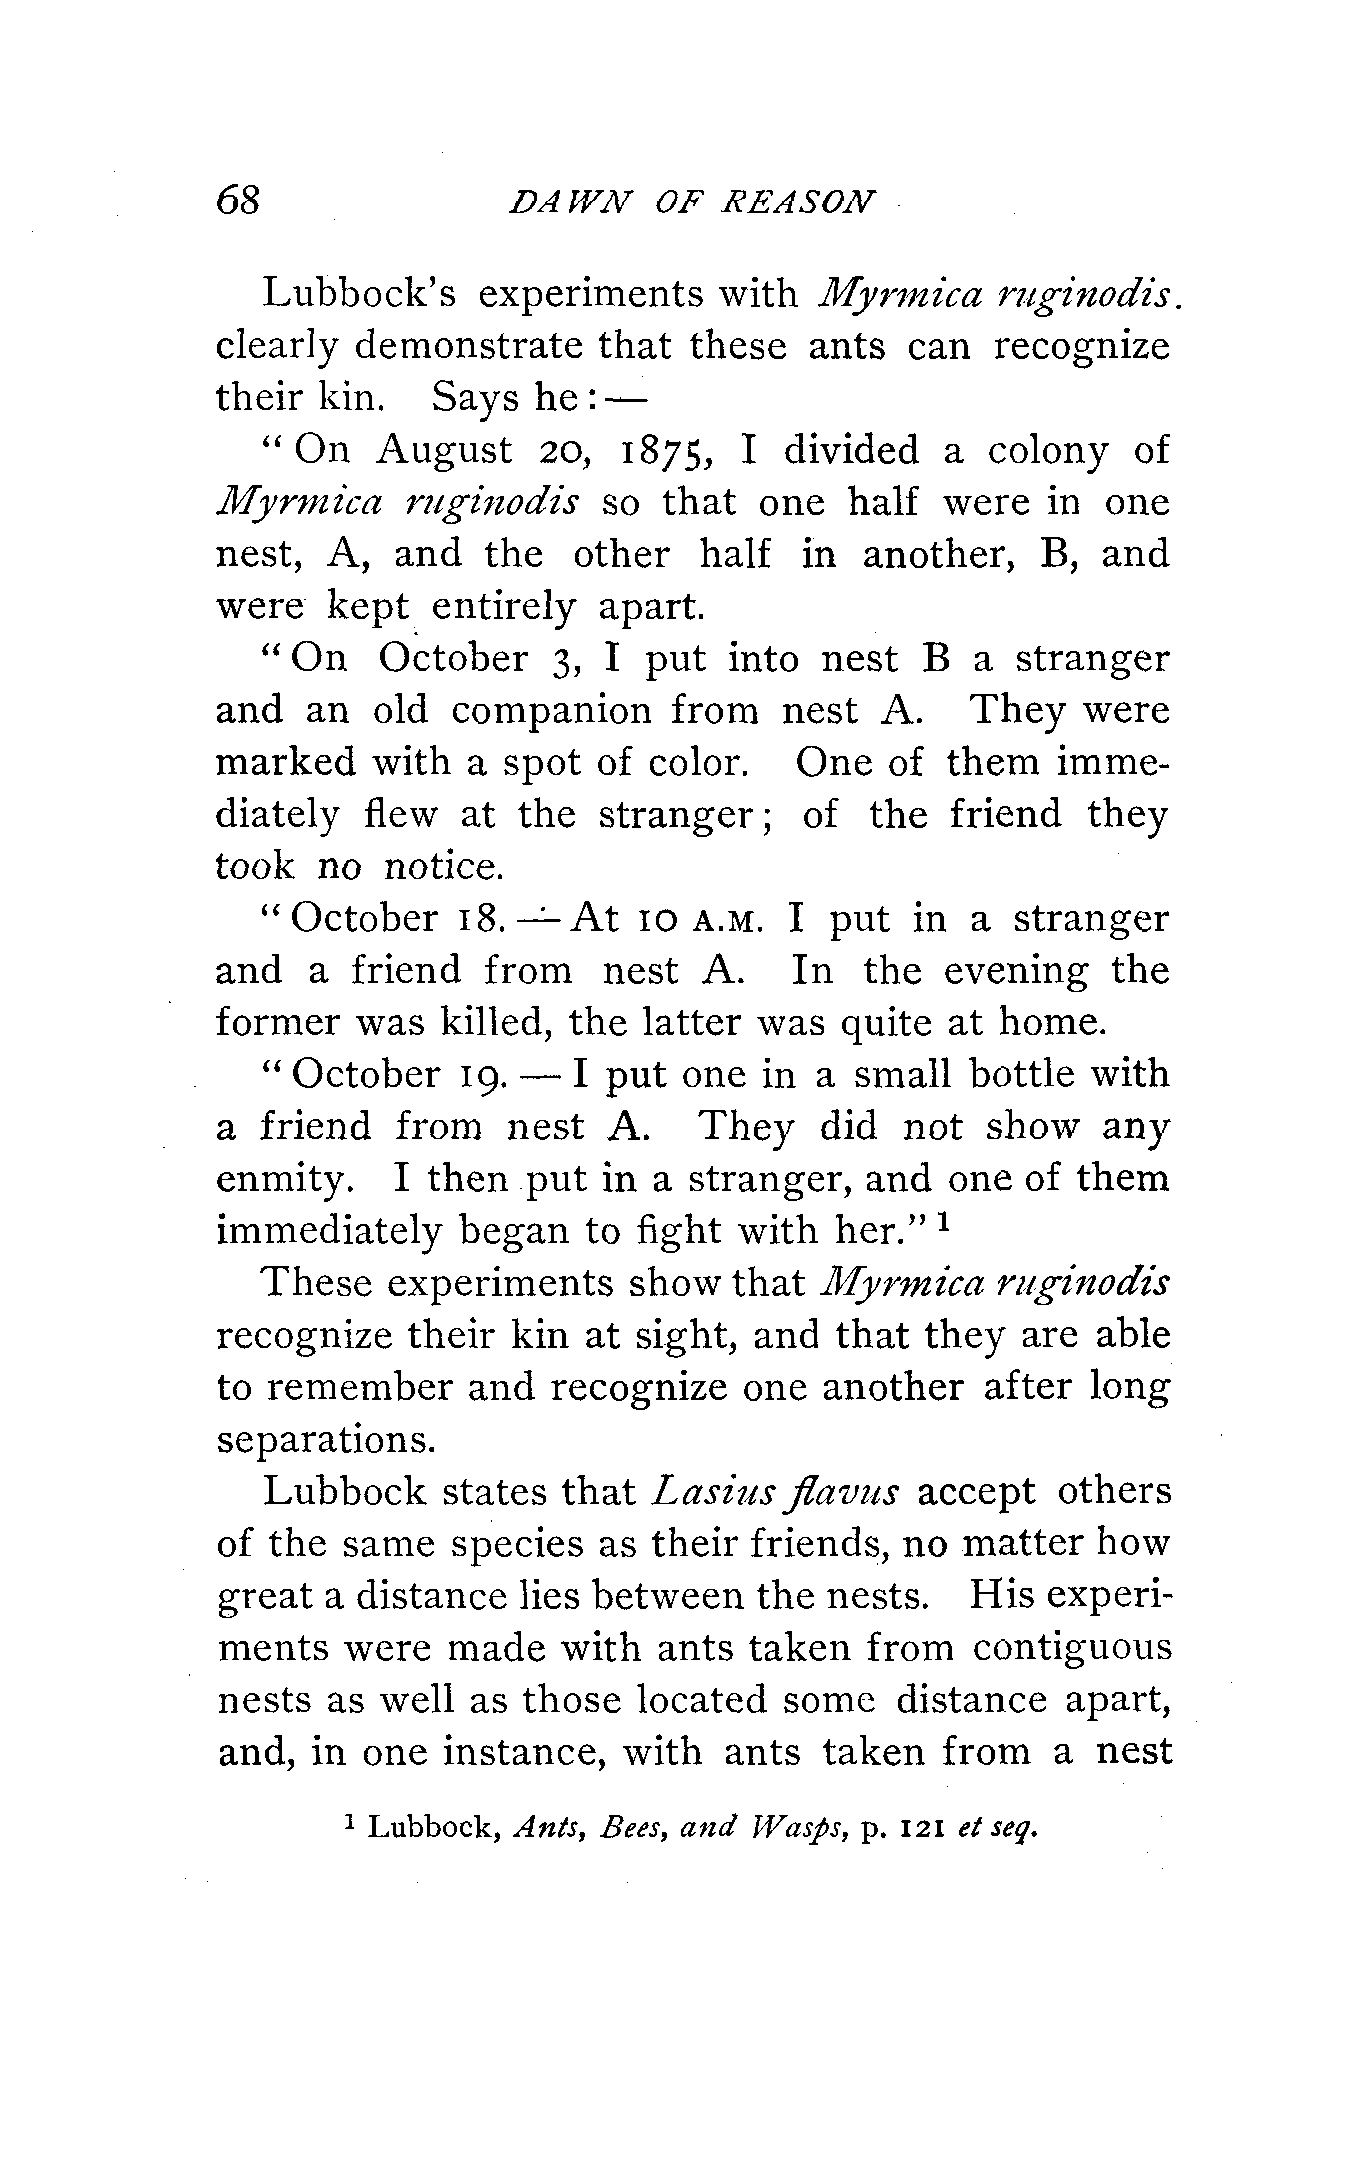 68 DAWN OF REASON
Lubbock's experiments with Myrmica ruginodis.
clearly demonstrate that these ants can recognize
their kin. Says he:—
"On August 20, 1875, I divided a colony of
Myrmica ruginodis so that one half were in one
nest, A, and the other half in another, B, and
were kept entirely apart.
"On October 3, I put into nest B a stranger
and an old companion from nest A. They were
marked with a spot of color. One of them imme-
diately flew at the stranger; of the friend they
took no notice.
"October 18.—At 10 A.M. I put in a stranger
and a friend from nest A. In the evening the
former was killed, the latter was quite at home.
"October 19.—I put one in a small bottle with
a friend from nest A. They did not show any
enmity. I then put in a stranger, and one of them
immediately began to fight with her." 1
These experiments show that Myrmica ruginodis
recognize their kin at sight, and that they are able
to remember and recognize one another after long
separations.
Lubbock states that Lasius flavus accept others
of the same species as their friends, no matter how
great a distance lies between the nests. His experi-
ments were made with ants taken from contiguous
nests as well as those located some distance apart,
and, in one instance, with ants taken from a nest
1 Lubbock, Ants, Bees, and Wasps, p. 121 et seq.